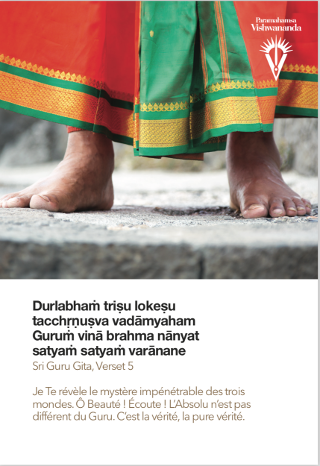 Paramahamsa
Vishwananda
Durlabhaṁ triṣu lokeṣu
tacchṛṇuṣva vadāmyaham
Guruṁ vinā brahma nānyat
satyaṁ satyaṁ varānane
Sri Guru Gita, Verset 5
Je Te révèle le mystère impénétrable des trois
mondes. Ô Beauté ! Écoute ! L'Absolu n'est pas
différent du Guru. C'est la vérité, la pure vérité.